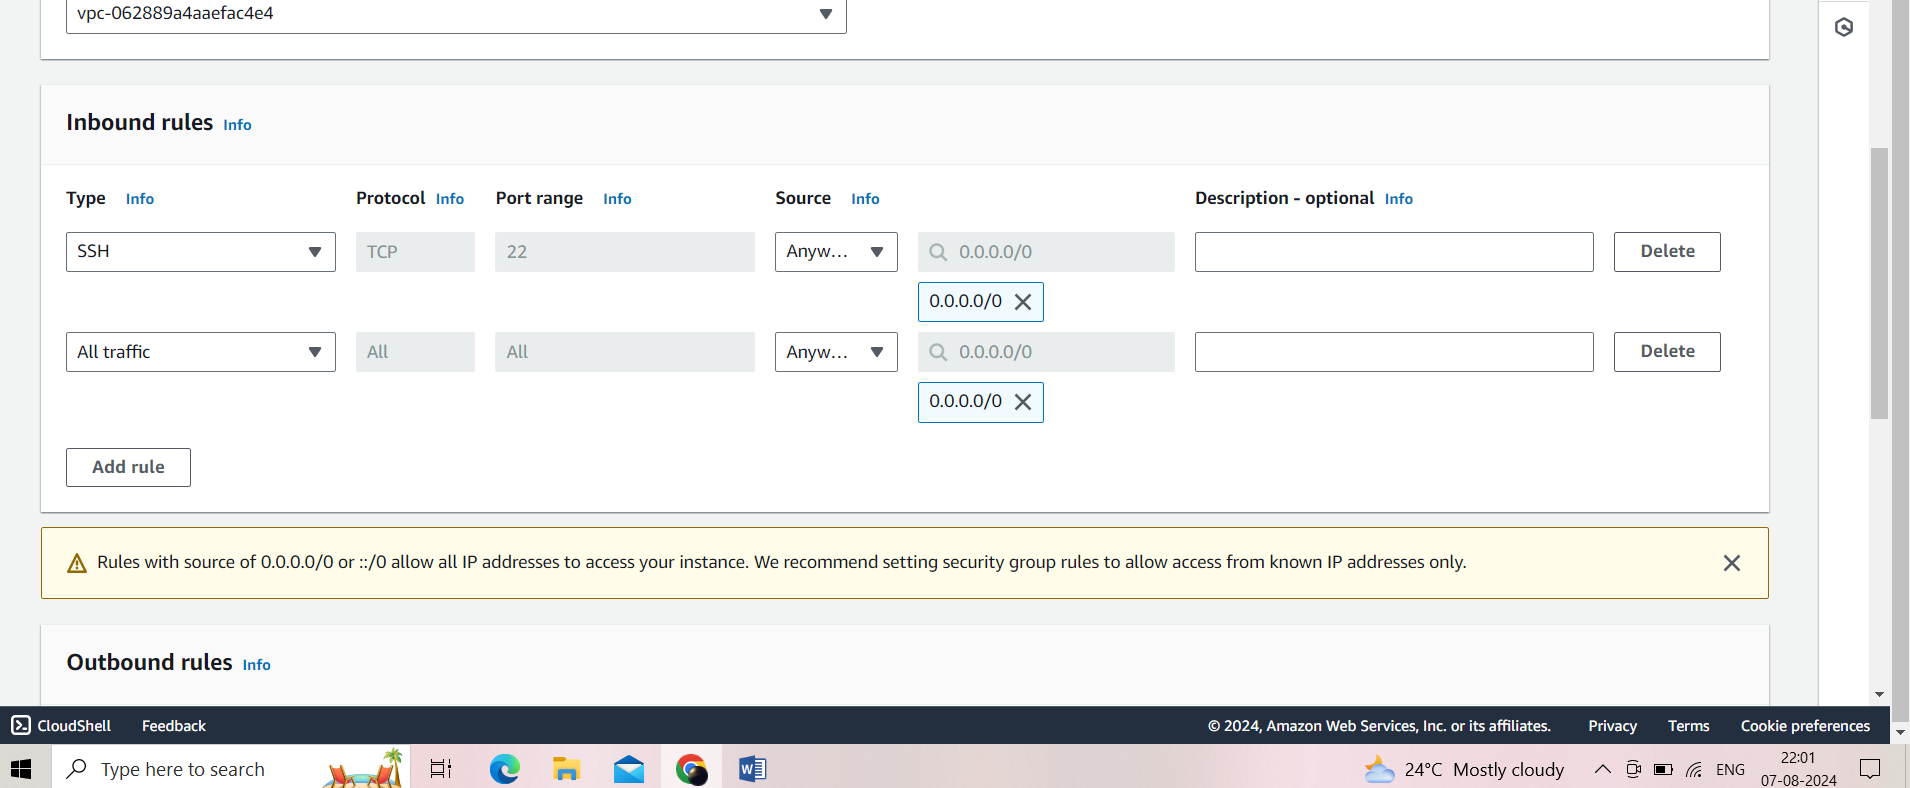 vpc-062889a4aaefac4e4
Inbound rules Info
Type Info Protocol Info Port range Info Source Info Description - optional Info
SSH TCP 22 Anyw... 0.0.0.0/0 Delete
0.0.0.0/0
All traffic All All Anyw... 0.0.0.0/0 Delete
0.0.0.0/0
Add rule
Rules with source of 0.0.0.0/0 or ::/0 allow all IP addresses to access your instance. We recommend setting security group rules to allow access from known IP addresses only.
Outbound rules Info
CloudShell Feedback © 2024, Amazon Web Services, Inc. or its affiliates. Privacy Terms Cookie preferences
Type here to search W 24°C Mostly cloudy ENG 22:01
07-08-2024